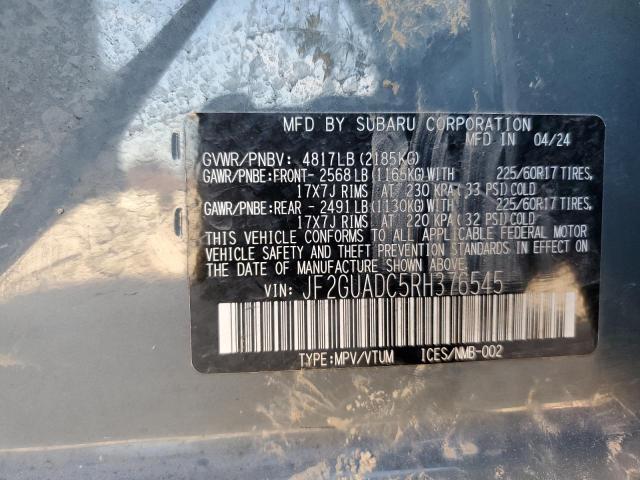 MFD BY SUBARU CORPORATION
MFD IN 04/24
GVWR/PNBV: 4817LB (2185KG)
GAWR/PNBE:FRONT- 2568LB (1165KG) WITH 225/60R17 TIRES,
17X7J RIMS AT 230 KPA (33 PSI) COLD
GAWR/PNBE:REAR - 2491LB (1130KG) WITH 225/60R17 TIRES,
17X7J RIMS AT 220 KPA (32 PSI) COLD
THIS VEHICLE CONFORMS TO ALL APPLICABLE FEDERAL MOTOR
VEHICLE SAFETY AND THEFT PREVENTION STANDARDS IN EFFECT ON
THE DATE OF MANUFACTURE SHOWN ABOVE.
VIN: JF2GUADC5RH376545
TYPE:MPV/VTUM ICES/NMB-002